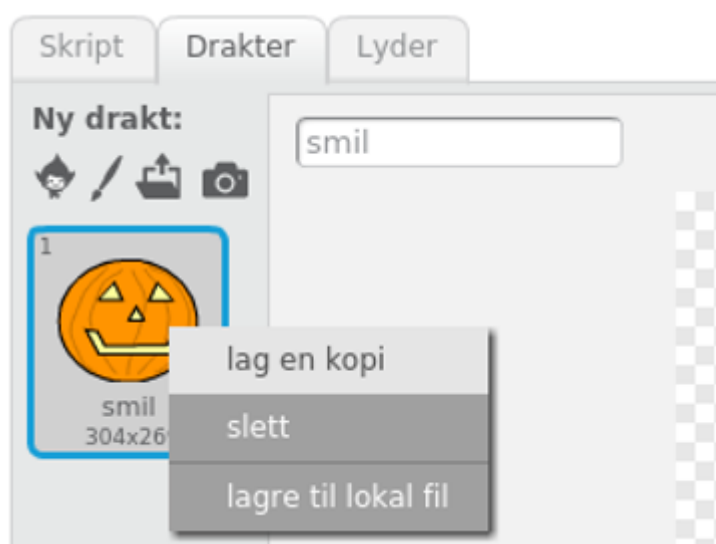 Skript Drakter Lyder
Ny drakt:
smil
1
lag en kopi
smil
slett
lagre til lokal fil